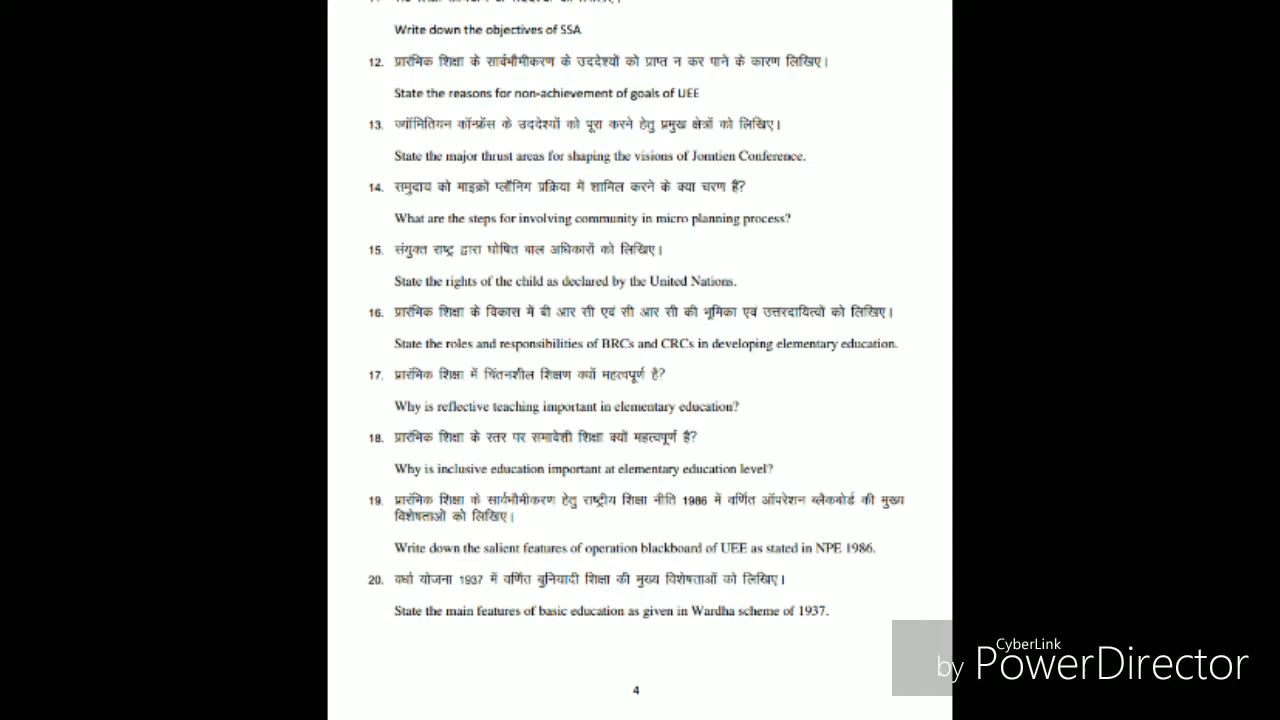 Write down the objectives of SSA
12. प्रारंभिक शिक्षा के सार्वभौमीकरण के उददेश्यों को प्राप्त न कर पाने के कारण लिखिए।
State the reasons for non-achievement of goals of UEE
13. ज्यॉमितियन कॉन्फ्रेंस के उददेश्यों को पूरा करने हेतु प्रमुख क्षेत्रों को लिखिए।
State the major thrust areas for shaping the visions of Jomtien Conference.
14. समुदाय को माइक्रों प्लॉनिग प्रक्रिया में शामिल करने के क्या चरण हैं?
What are the steps for involving community in micro planning process?
15. संयुक्त राष्ट्र द्वारा घोषित बाल अधिकारों को लिखिए।
State the rights of the child as declared by the United Nations.
16. प्रारंभिक शिक्षा के विकास में बी आर सी एवं सी आर सी की भूमिका एवं उत्तरदायित्वों को लिखिए।
State the roles and responsibilities of BRCs and CRCs in developing elementary education.
17. प्रारंभिक शिक्षा में चिंतनशील शिक्षण क्यों महत्वपूर्ण है?
Why is reflective teaching important in elementary education?
18. प्रारंभिक शिक्षा के स्तर पर समावेशी शिक्षा क्यों महत्वपूर्ण है?
Why is inclusive education important at elementary education level?
19. प्रारंभिक शिक्षा के सार्वभौमीकरण हेतु राष्ट्रीय शिक्षा नीति 1986 में वर्णित ऑपरेशन ब्लैकबोर्ड की मुख्य
विशेषताओं को लिखिए।
Write down the salient features of operation blackboard of UEE as stated in NPE 1986.
20. वर्धा योजना 1937 में वर्णित बुनियादी शिक्षा की मुख्य विशेषताओं को लिखिए।
State the main features of basic education as given in Wardha scheme of 1937.
4
CyberLink
by PowerDirector